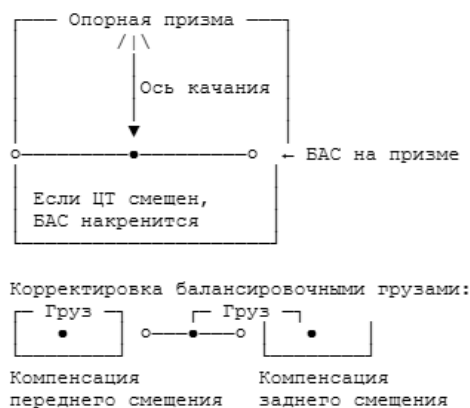 Опорная призма
Ось качания
БАС на призме
Если ЦТ смещен,
БАС накренится
Корректировка балансировочными грузами:
Груз Груз
Компенсация Компенсация
переднего смещения заднего смещения